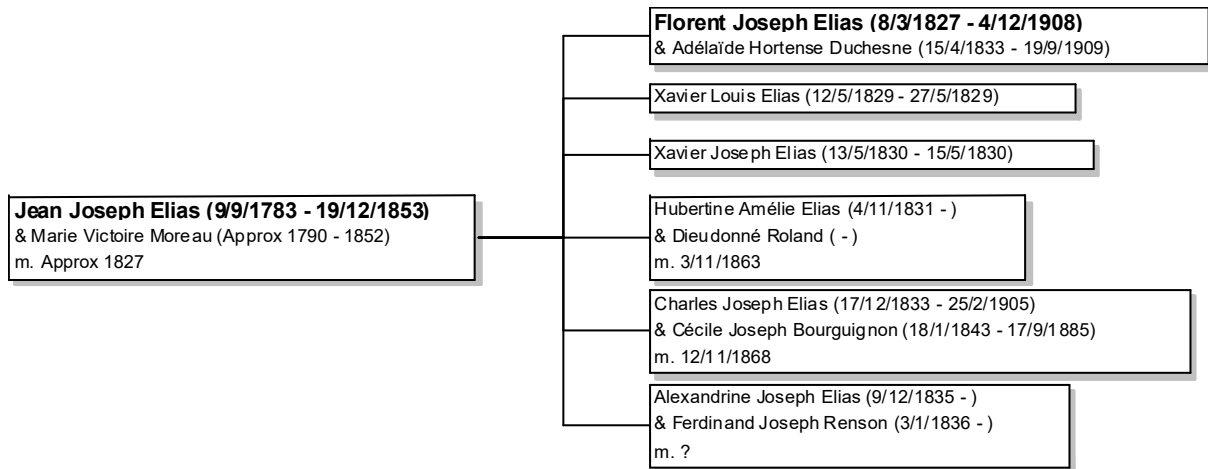 Florent Joseph Elias (8/3/1827 - 4/12/1908)
& Adélaïde Hortense Duchesne (15/4/1833 - 19/9/1909)
Xavier Louis Elias (12/5/1829 - 27/5/1829)
Xavier Joseph Elias (13/5/1830 - 15/5/1830)
Jean Joseph Elias (9/9/1783 - 19/12/1853)
& Marie Victoire Moreau (Approx 1790 - 1852)
m. Approx 1827
Hubertine Amélie Elias (4/11/1831 - )
& Dieudonné Roland ( - )
m. 3/11/1863
Charles Joseph Elias (17/12/1833 - 25/2/1905)
& Cécile Joseph Bourguignon (18/1/1843 - 17/9/1885)
m. 12/11/1868
Alexandrine Joseph Elias (9/12/1835 - )
& Ferdinand Joseph Renson (3/1/1836 - )
m. ?